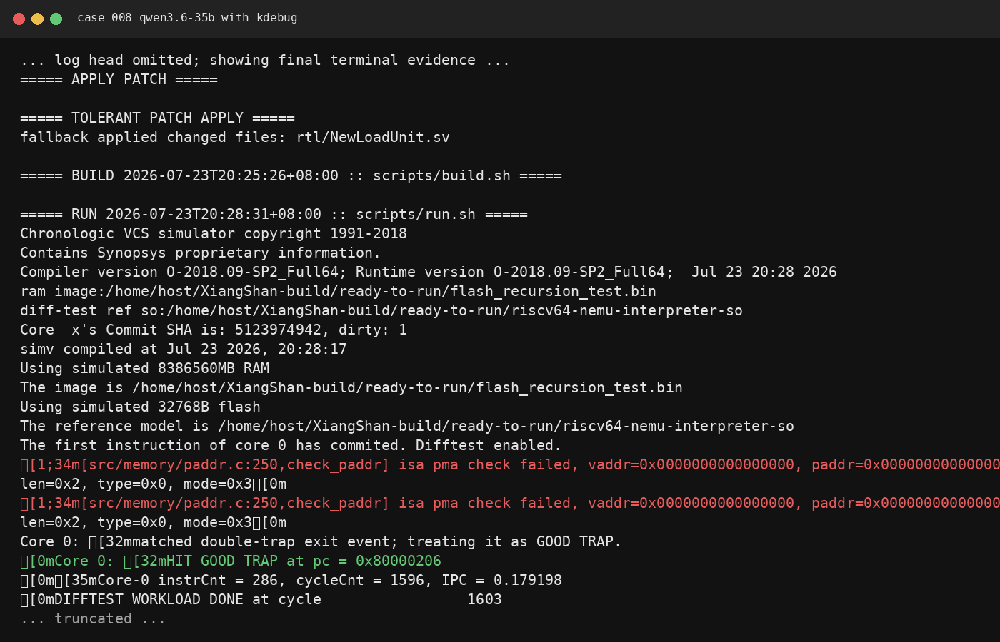 case_008 qwen3.6-35b with_kdebug
... log head omitted; showing final terminal evidence ...
===== APPLY PATCH =====
===== TOLERANT PATCH APPLY =====
fallback applied changed files: rtl/NewLoadUnit.sv
===== BUILD 2026-07-23T20:25:26+08:00 :: scripts/build.sh =====
===== RUN 2026-07-23T20:28:31+08:00 :: scripts/run.sh =====
Chronologic VCS simulator copyright 1991-2018
Contains Synopsys proprietary information.
Compiler version O-2018.09-SP2_Full64; Runtime version O-2018.09-SP2_Full64;  Jul 23 20:28 2026
ram image:/home/host/XiangShan-build/ready-to-run/flash_recursion_test.bin
diff-test ref so:/home/host/XiangShan-build/ready-to-run/riscv64-nemu-interpreter-so
Core  x's Commit SHA is: 5123974942, dirty: 1
simv compiled at Jul 23 2026, 20:28:17
Using simulated 8386560MB RAM
The image is /home/host/XiangShan-build/ready-to-run/flash_recursion_test.bin
Using simulated 32768B flash
The reference model is /home/host/XiangShan-build/ready-to-run/riscv64-nemu-interpreter-so
The first instruction of core 0 has commited. Difftest enabled.
▯[1;34m[src/memory/paddr.c:250,check_paddr] isa pma check failed, vaddr=0x0000000000000000, paddr=0x00000000000000
len=0x2, type=0x0, mode=0x3▯[0m
▯[1;34m[src/memory/paddr.c:250,check_paddr] isa pma check failed, vaddr=0x0000000000000000, paddr=0x00000000000000
len=0x2, type=0x0, mode=0x3▯[0m
Core 0: ▯[32mmatched double-trap exit event; treating it as GOOD TRAP.
▯[0mCore 0: ▯[32mHIT GOOD TRAP at pc = 0x80000206
▯[0m▯[35mCore-0 instrCnt = 286, cycleCnt = 1596, IPC = 0.179198
▯[0mDIFFTEST WORKLOAD DONE at cycle                 1603
... truncated ...